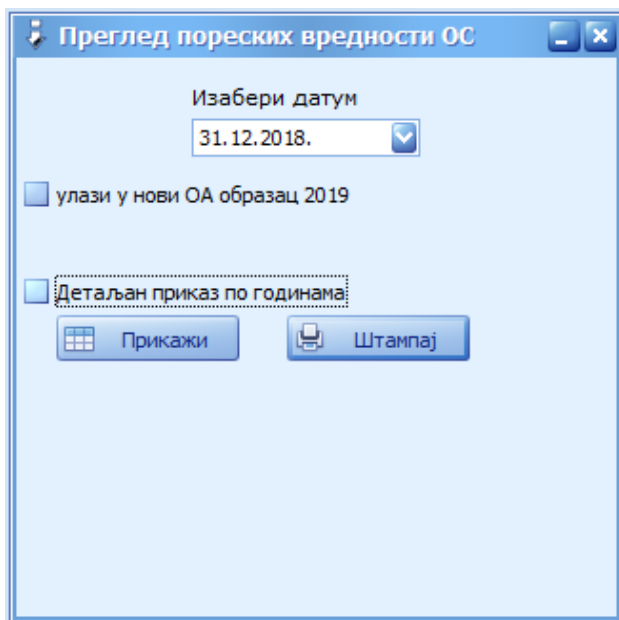 Преглед пореских вредности ОС
Изабери датум
31.12.2018.
улази у нови ОА образац 2019
Детаљан приказ по годинама
Прикажи
Штампај